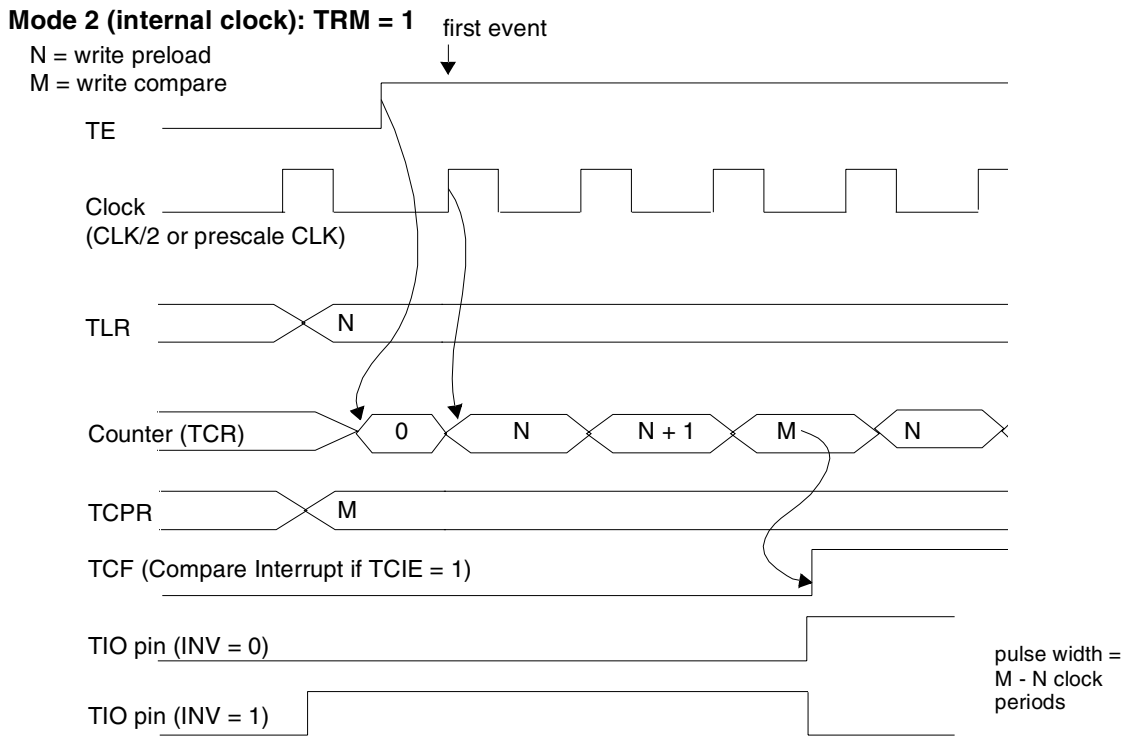 Mode 2 (internal clock): TRM = 1
first event
N = write preload
M = write compare
TE
Clock
(CLK/2 or prescale CLK)
TLR
N
Counter (TCR)
0
N
N + 1
M
N
TCPR
M
TCF (Compare Interrupt if TCIE = 1)
TIO pin (INV = 0)
pulse width =
M - N clock
periods
TIO pin (INV = 1)